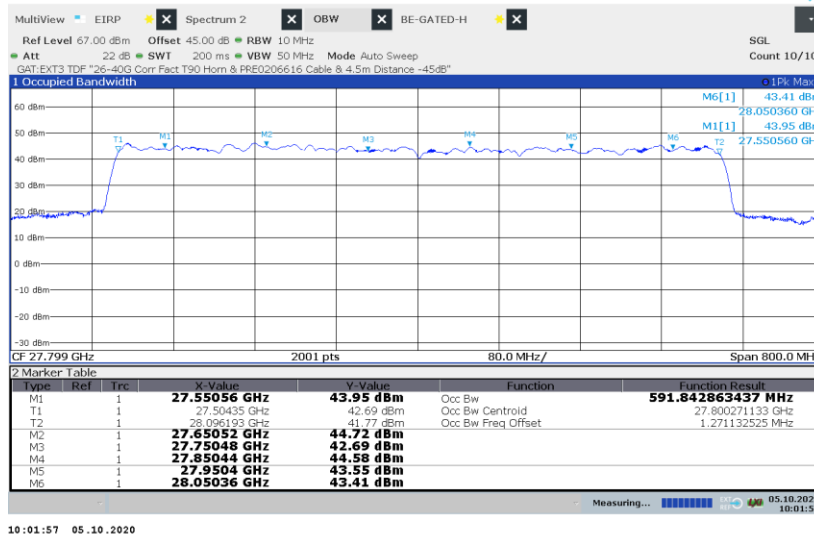 MultiView EIRP Spectrum 2 OBW BE-GATED-H
Ref Level 67.00 dBm Offset 45.00 dB RBW 10 MHz SGL
Att 22 dB SWT 200 ms VBW 50 MHz Mode Auto Sweep Count 10/10
GAT:EXT3 TDF "26-40G Corr Fact T90 Horn & PRE0206616 Cable & 4.5m Distance -45dB"
1 Occupied Bandwidth 1Pk Max
M6[1] 43.41 dBm
60 dBm
28.050360 GH
M1[1] 43.95 dBm
50 dBm T1 M1 M2 M3 M4 M5 M6 T2 27.550560 GH
40 dBm
30 dBm
20 dBm
10 dBm
0 dBm
-10 dBm
-20 dBm
-30 dBm
CF 27.799 GHz 2001 pts 80.0 MHz/ Span 800.0 MH
2 Marker Table
Type Ref Trc X-Value Y-Value Function Function Result
M1 1 27.55056 GHz 43.95 dBm Occ Bw 591.842863437 MHz
T1 1 27.50435 GHz 42.69 dBm Occ Bw Centroid 27.800271133 GHz
T2 1 28.096193 GHz 41.77 dBm Occ Bw Freq Offset 1.271132525 MHz
M2 1 27.65052 GHz 44.72 dBm
M3 1 27.75048 GHz 42.69 dBm
M4 1 27.85044 GHz 44.58 dBm
M5 1 27.9504 GHz 43.55 dBm
M6 1 28.05036 GHz 43.41 dBm
Measuring... EXT REF 05.10.202
10:01:5
10:01:57 05.10.2020